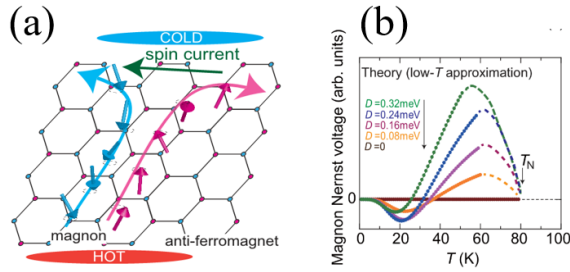 (a)
COLD
spin current
magnon
anti-ferromagnet
HOT
(b)
Magnon Nernst voltage (arb. units)
Theory (low-T approximation)
D=0.32meV
D=0.24meV
D=0.16meV
D=0.08meV
D=0
TN
0
0 20 40 60 80 100
T (K)